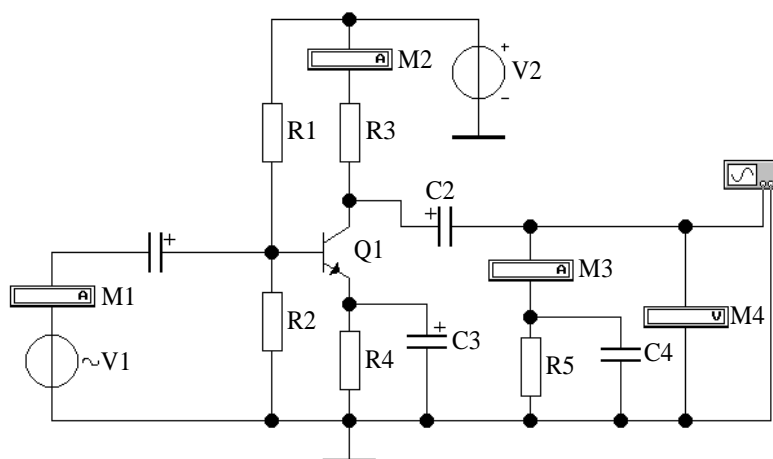 A
M2
+
V2
−
R1
R3
C2
+
+
Q1
A
M1
A
M3
R2
V
M4
+
C3
~V1
R4
R5
C4